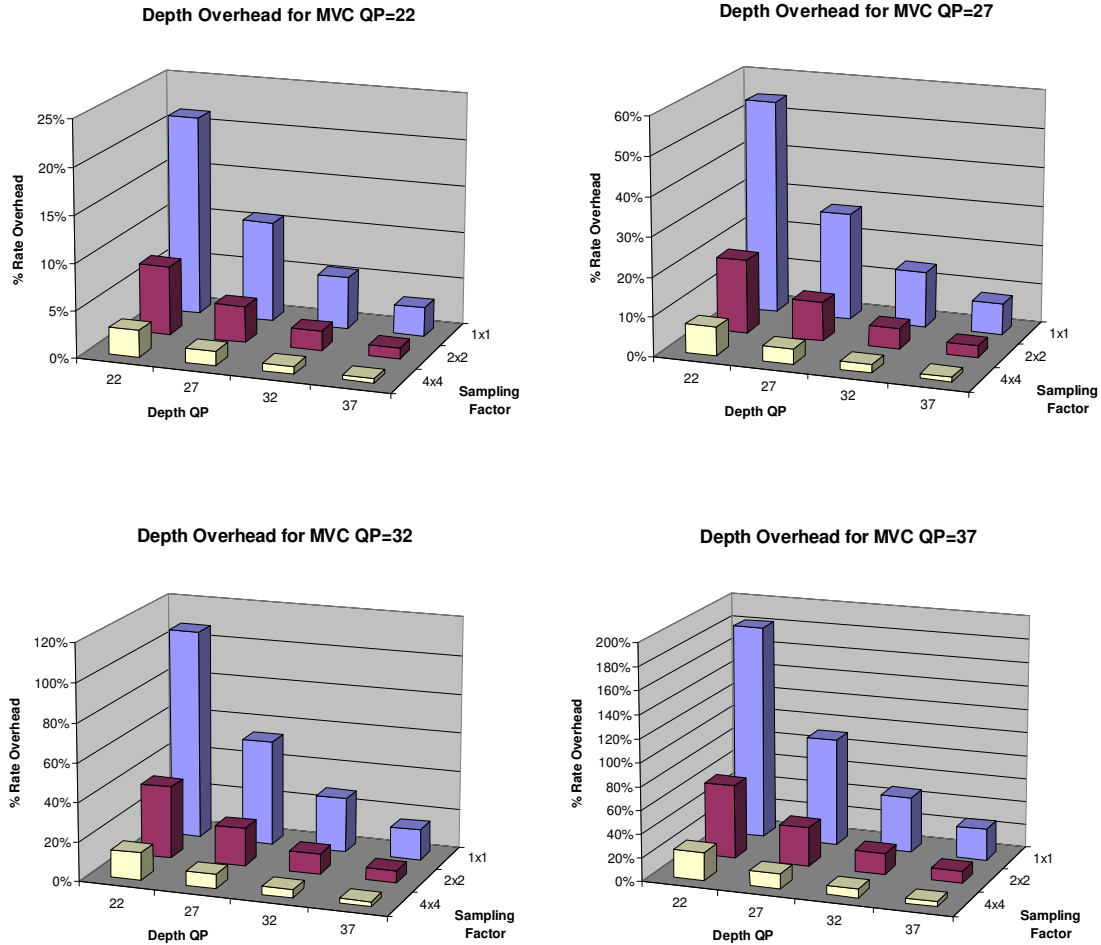 Depth Overhead for MVC QP=22
25%
20%
15%
10%
5%
0%
% Rate Overhead
22
27
32
37
Depth QP
1x1
2x2
4x4
Sampling
Factor
Depth Overhead for MVC QP=27
60%
50%
40%
30%
20%
10%
0%
% Rate Overhead
22
27
32
37
Depth QP
1x1
2x2
4x4
Sampling
Factor
Depth Overhead for MVC QP=32
120%
100%
80%
60%
40%
20%
0%
% Rate Overhead
22
27
32
37
Depth QP
1x1
2x2
4x4
Sampling
Factor
Depth Overhead for MVC QP=37
200%
180%
160%
140%
120%
100%
80%
60%
40%
20%
0%
% Rate Overhead
22
27
32
37
Depth QP
1x1
2x2
4x4
Sampling
Factor